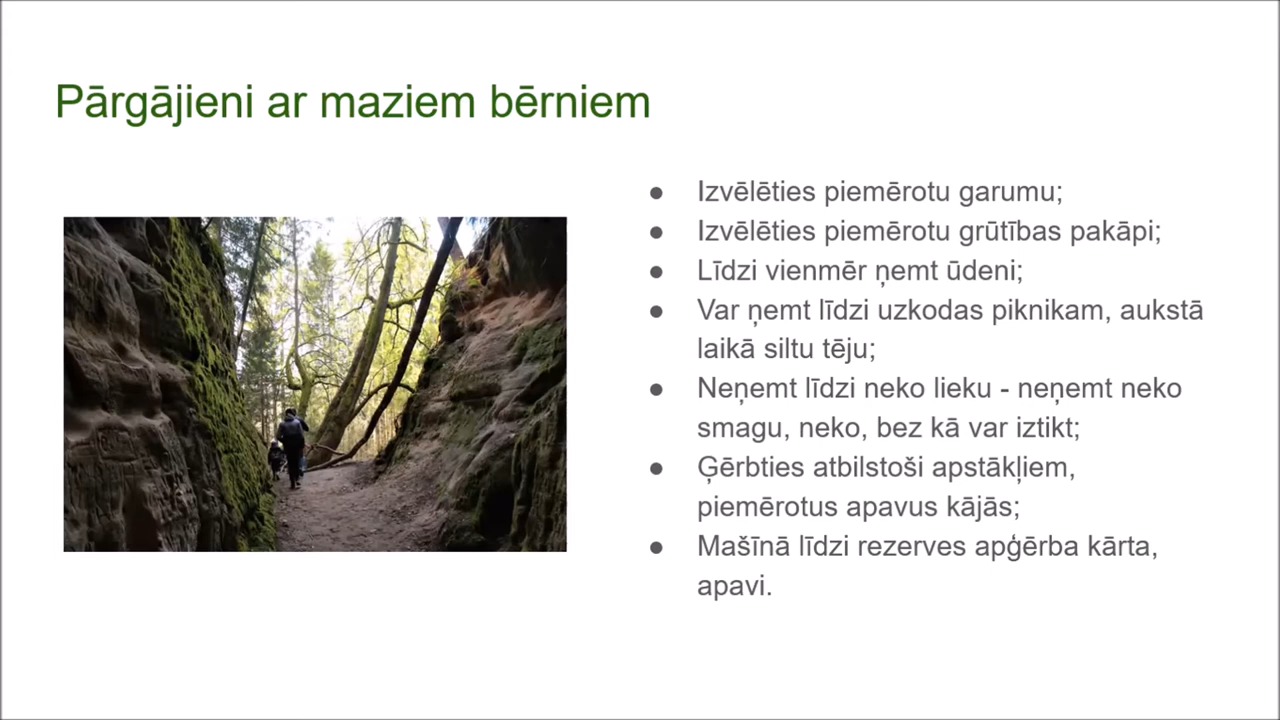 Pārgājieni ar maziem bērniem
● Izvēlēties piemērotu garumu;
● Izvēlēties piemērotu grūtības pakāpi;
● Līdzi vienmēr ņemt ūdeni;
● Var ņemt līdzi uzkodas piknikam, aukstā
laikā siltu tēju;
● Neņemt līdzi neko lieku - neņemt neko
smagu, neko, bez kā var iztikt;
● Ģērbties atbilstoši apstākļiem,
piemērotus apavus kājās;
● Mašīnā līdzi rezerves apģērba kārta,
apavi.